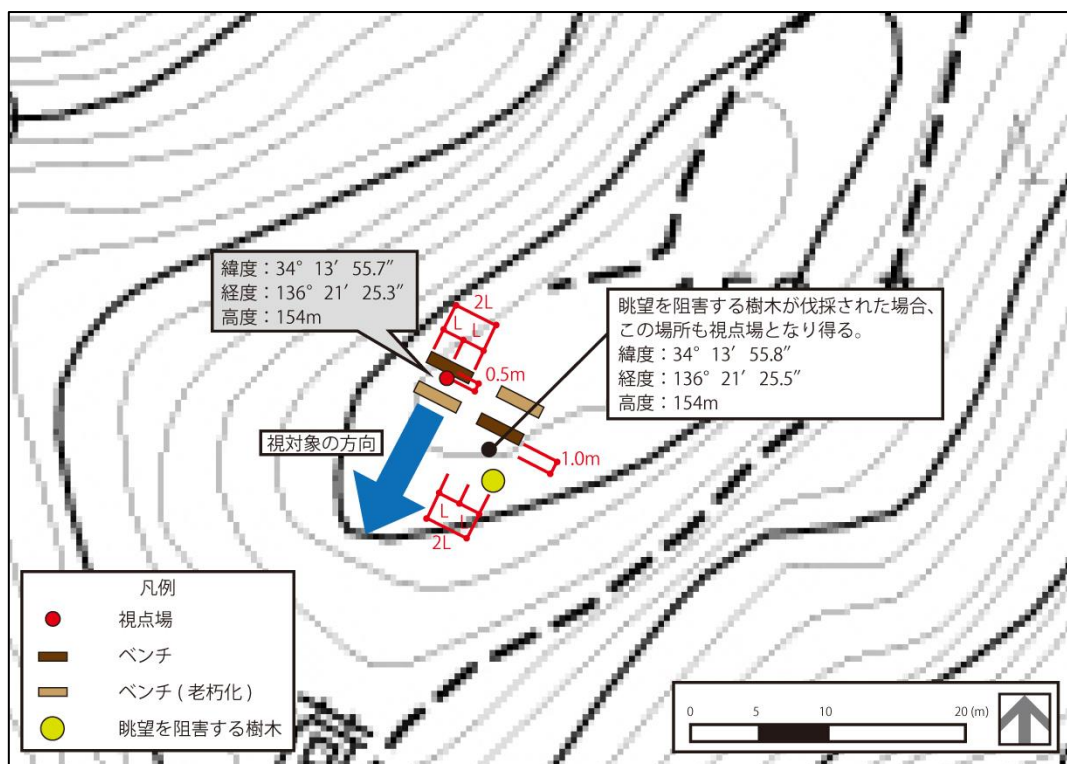 緯度：34° 13′ 55.7″
経度：136° 21′ 25.3″
高度：154m
眺望を阻害する樹木が伐採された場合、
この場所も視点場となり得る。
緯度：34° 13′ 55.8″
経度：136° 21′ 25.5″
高度：154m
2L
L
L
0.5m
視対象の方向
1.0m
L
L
2L
凡例
視点場
ベンチ
ベンチ ( 老朽化 )
眺望を阻害する樹木
0 5 10 20 (m)